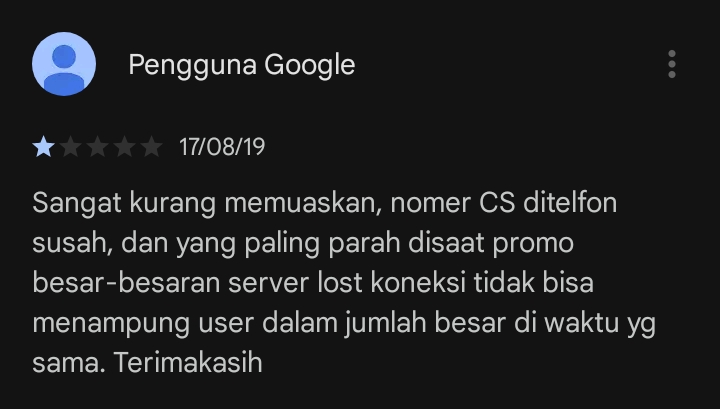 Pengguna Google
17/08/19
Sangat kurang memuaskan, nomer CS ditelfon
susah, dan yang paling parah disaat promo
besar-besaran server lost koneksi tidak bisa
menampung user dalam jumlah besar di waktu yg
sama. Terimakasih